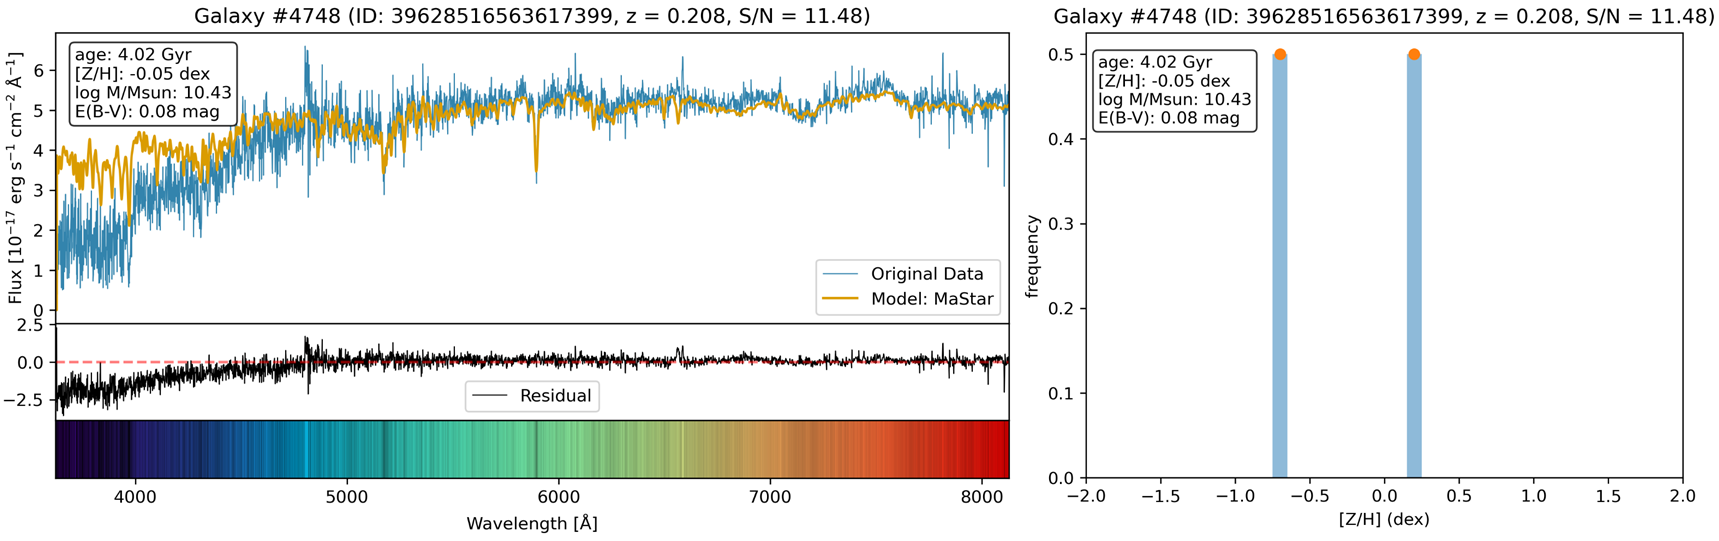 Galaxy #4748 (ID: 39628516563617399, z = 0.208, S/N = 11.48)
age: 4.02 Gyr
[Z/H]: -0.05 dex
log M/Msun: 10.43
E(B-V): 0.08 mag
Flux [10⁻¹⁷ erg s⁻¹ cm⁻² Å⁻¹]
6
5
4
3
2
1
0
Original Data
Model: MaStar
2.5
0.0
−2.5
Residual
4000 5000 6000 7000 8000
Wavelength [Å]
Galaxy #4748 (ID: 39628516563617399, z = 0.208, S/N = 11.48)
age: 4.02 Gyr
[Z/H]: -0.05 dex
log M/Msun: 10.43
E(B-V): 0.08 mag
frequency
0.5
0.4
0.3
0.2
0.1
0.0
−2.0 −1.5 −1.0 −0.5 0.0 0.5 1.0 1.5 2.0
[Z/H] (dex)